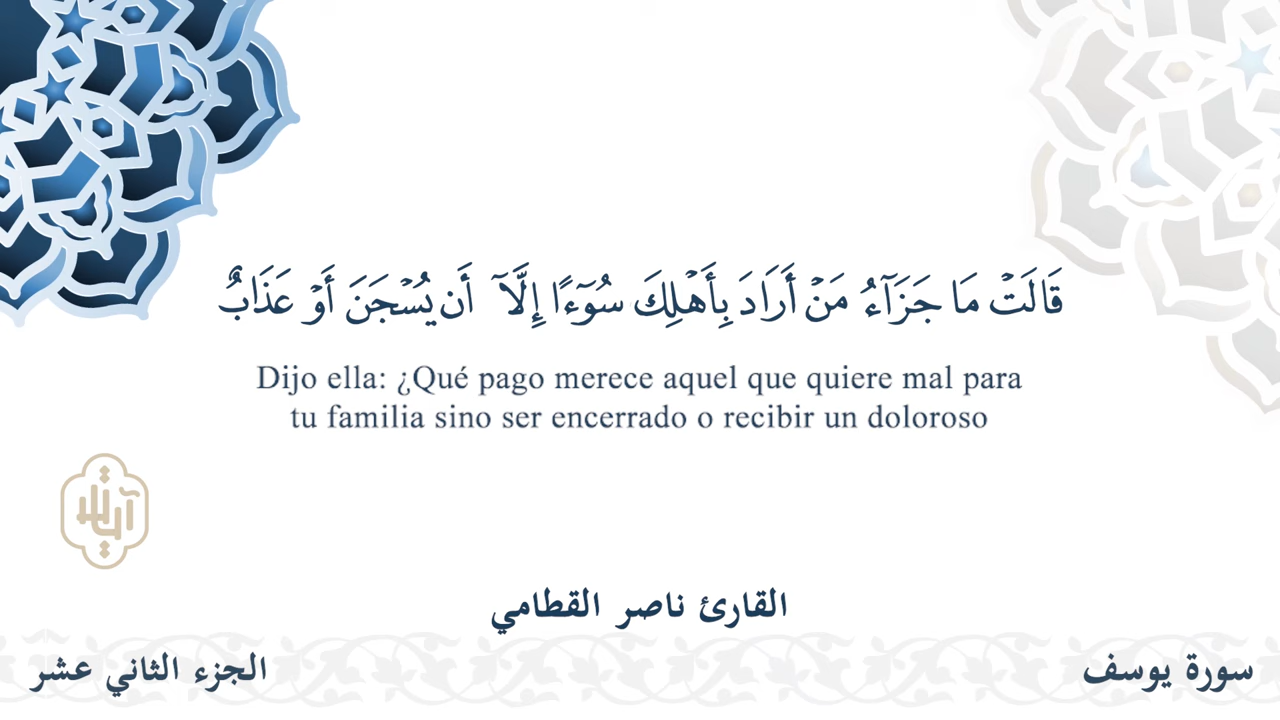 قَالَتْ مَا جَزَآءُ مَنْ أَرَادَ بِأَهْلِكَ سُوٓءًا إِلَّآ أَن يُسْجَنَ أَوْ عَذَابٌ
Dijo ella: ¿Qué pago merece aquel que quiere mal para
tu familia sino ser encerrado o recibir un doloroso
القارئ ناصر القطامي
سورة يوسف
الجزء الثاني عشر